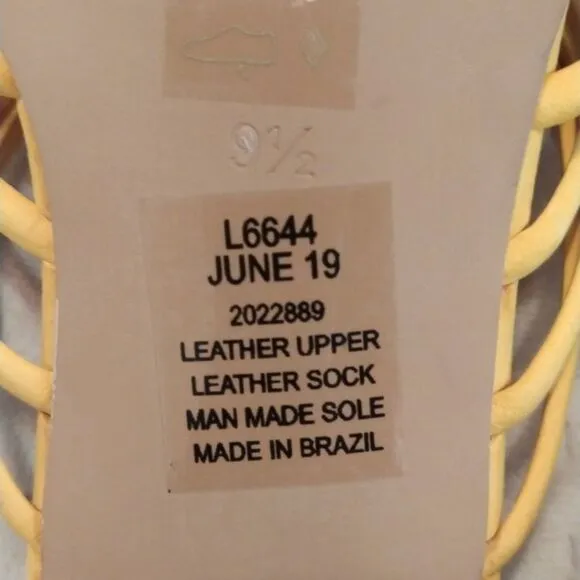 9½
L6644
JUNE 19
2022889
LEATHER UPPER
LEATHER SOCK
MAN MADE SOLE
MADE IN BRAZIL